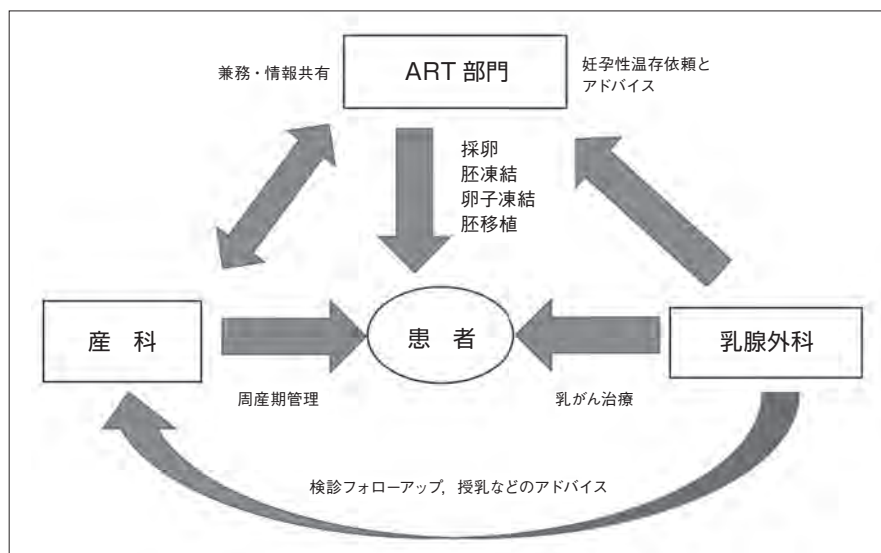 兼務・情報共有
ART 部門
妊孕性温存依頼と
アドバイス
採卵
胚凍結
卵子凍結
胚移植
産　科
患　者
乳腺外科
周産期管理
乳がん治療
検診フォローアップ，授乳などのアドバイス